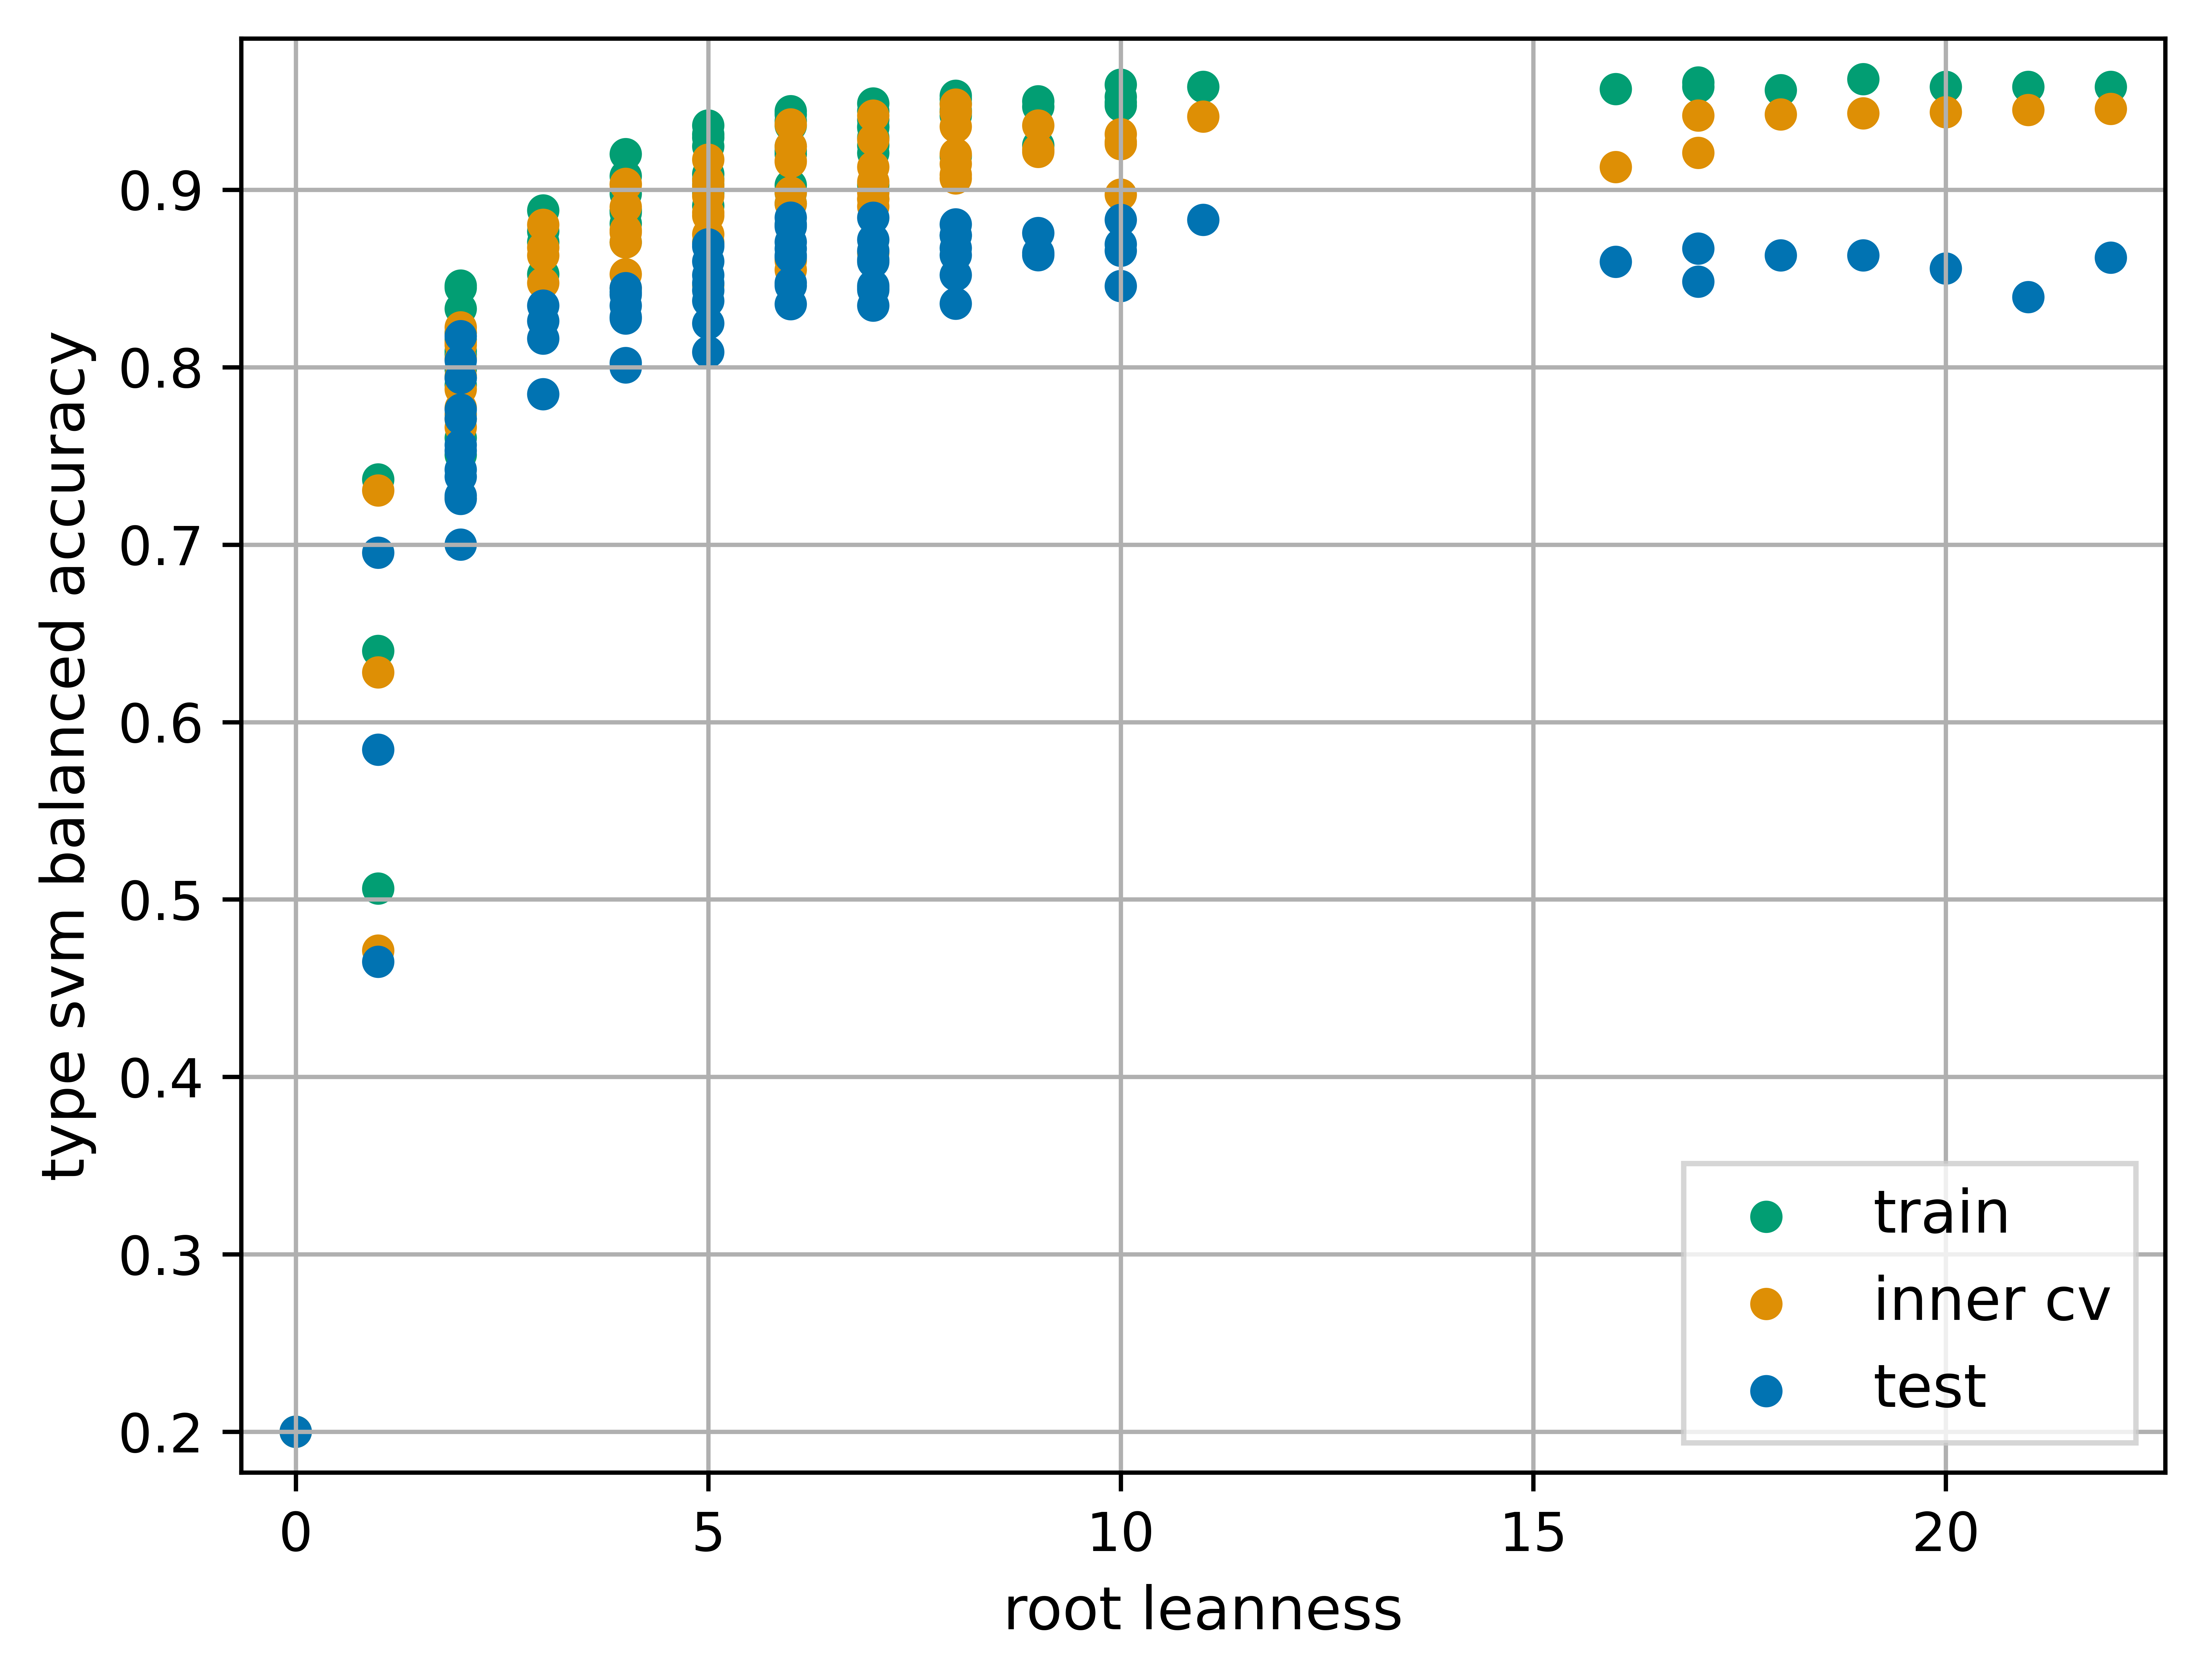 type svm balanced accuracy
0.9
0.8
0.7
0.6
0.5
0.4
0.3
0.2
0
5
10
15
20
root leanness
train
inner cv
test